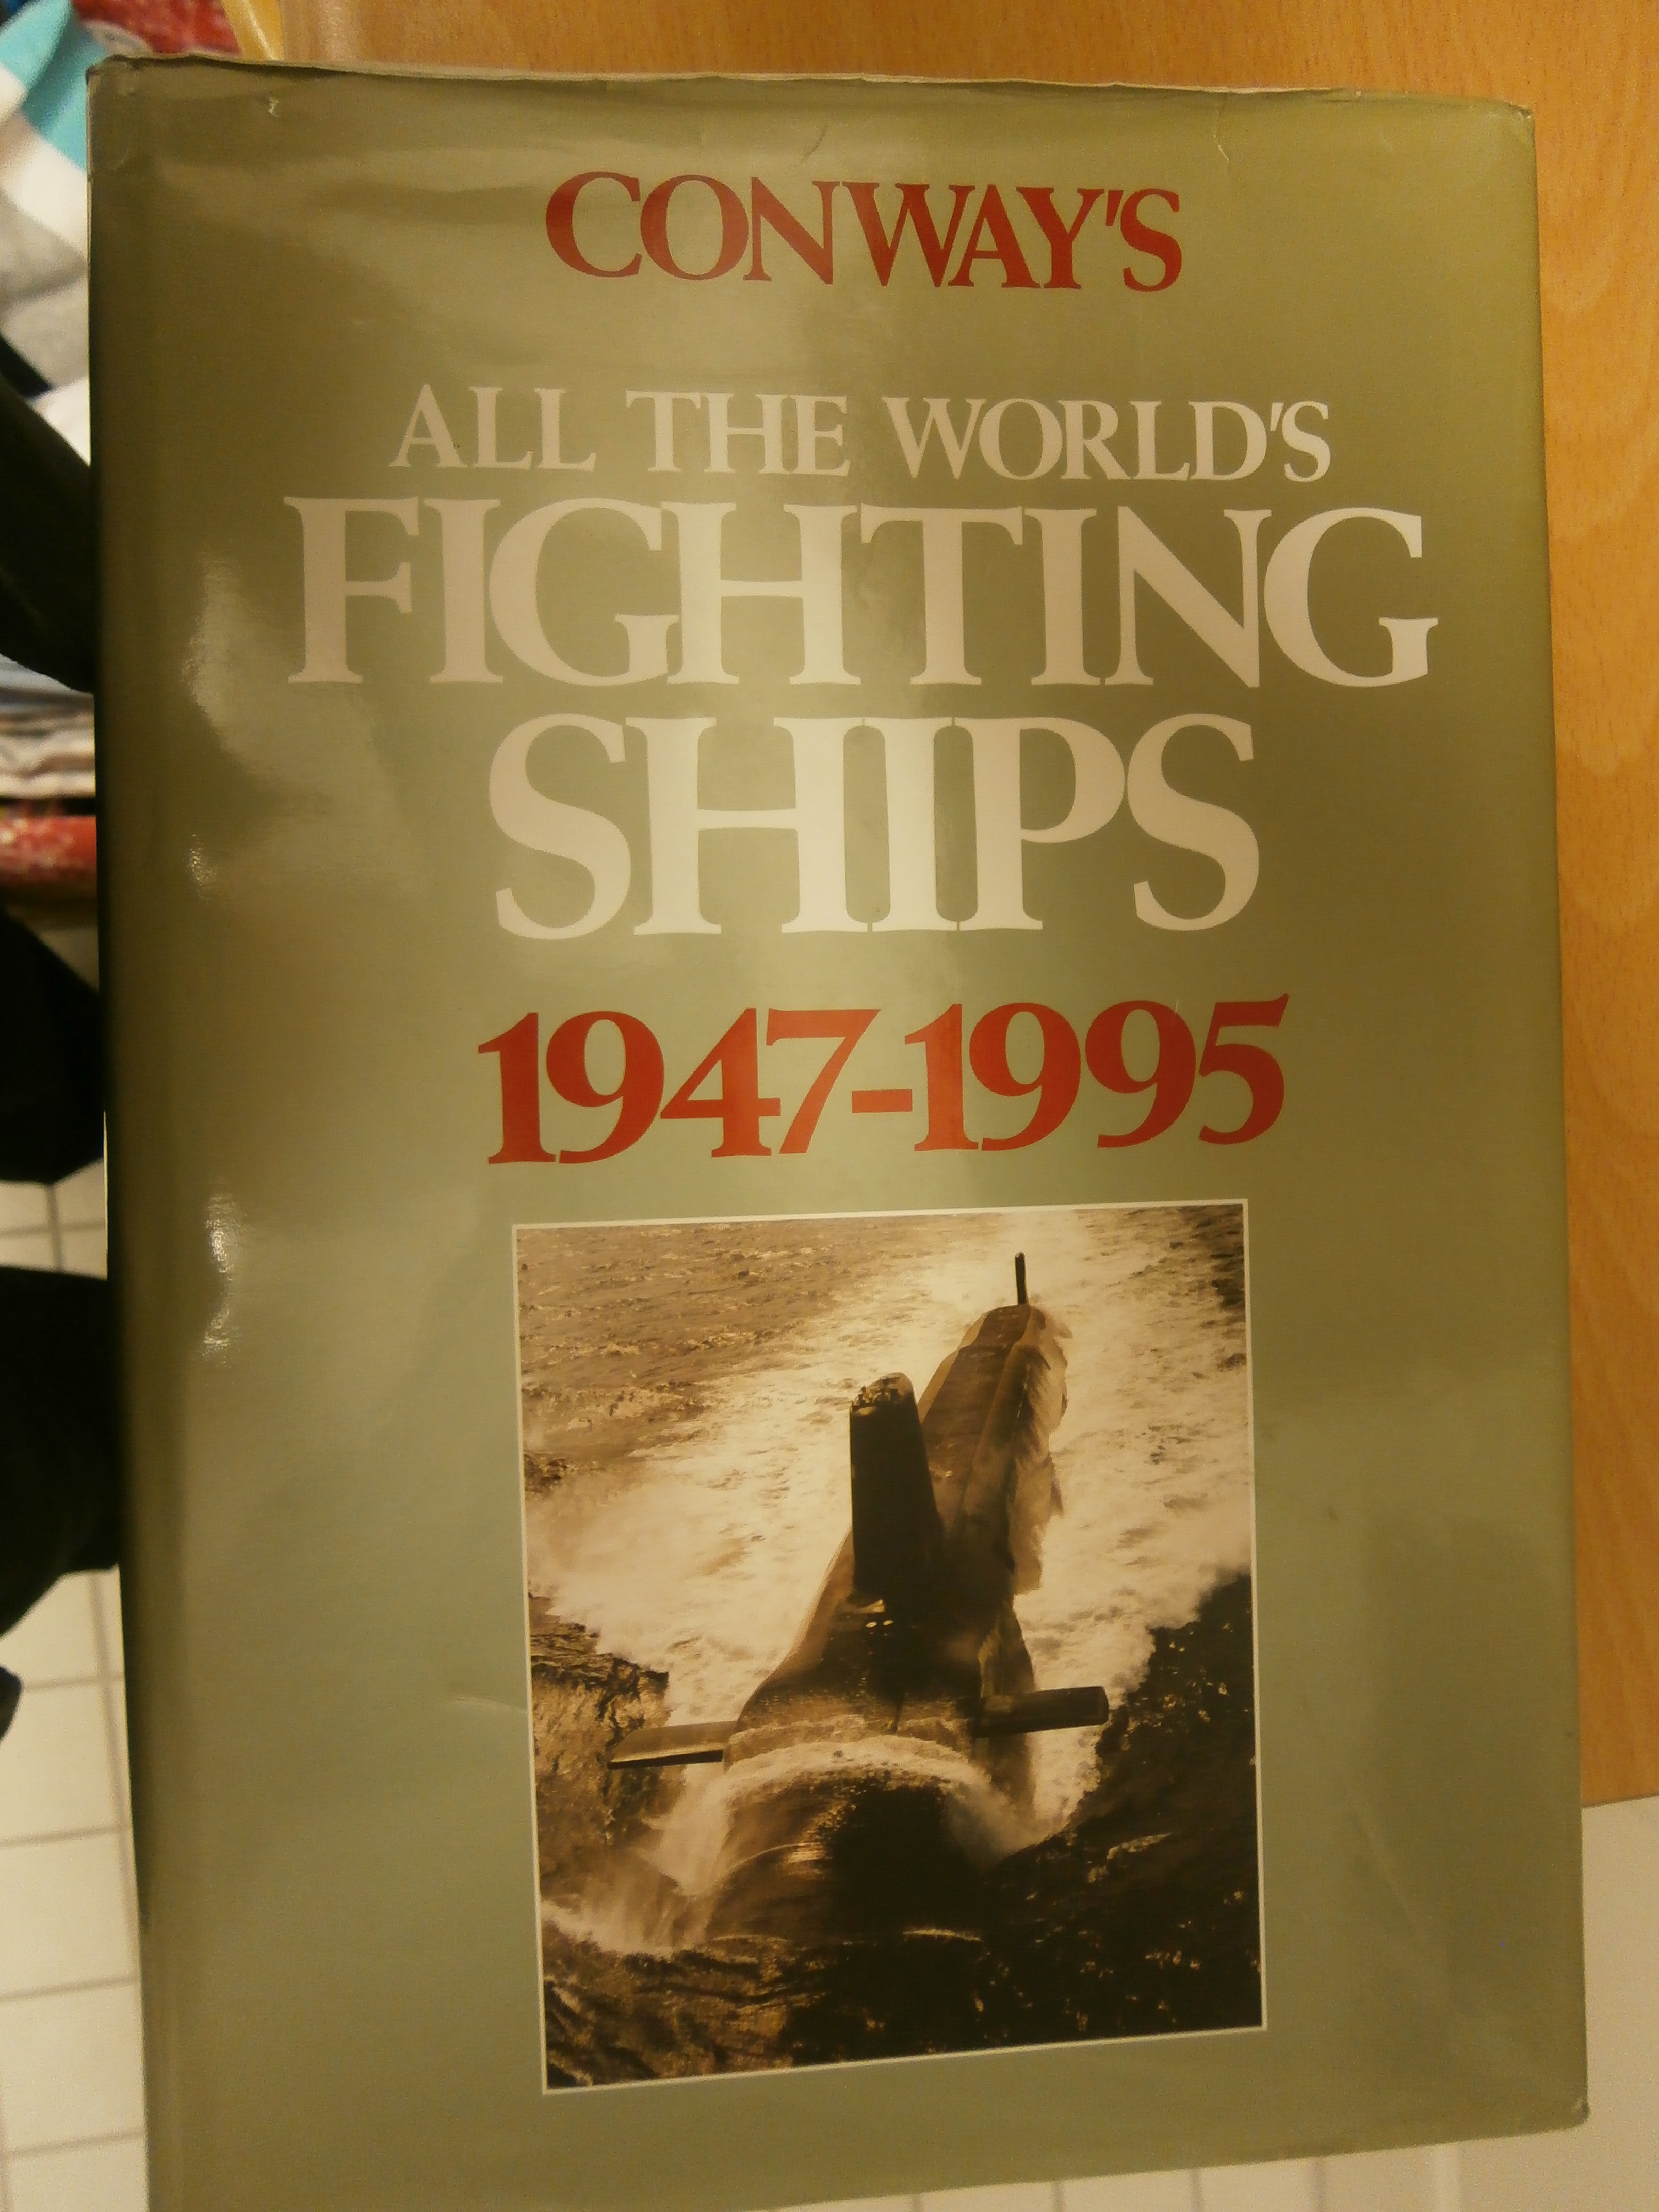 CONWAY'S
ALL THE WORLD'S
FIGHTING
SHIPS
1947-1995